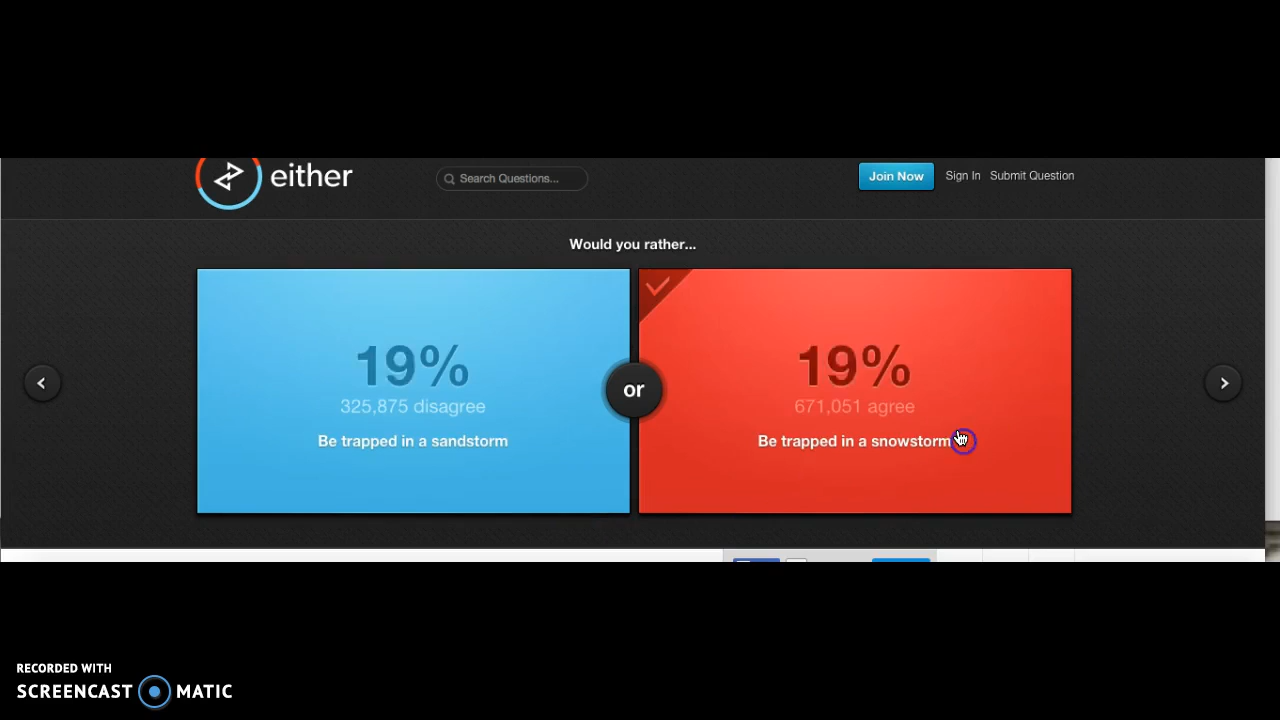 either
Search Questions...
Join Now
Sign In
Submit Question
Would you rather...
19%
325,875 disagree
Be trapped in a sandstorm
or
19%
671,051 agree
Be trapped in a snowstorm
RECORDED WITH
SCREENCAST MATIC